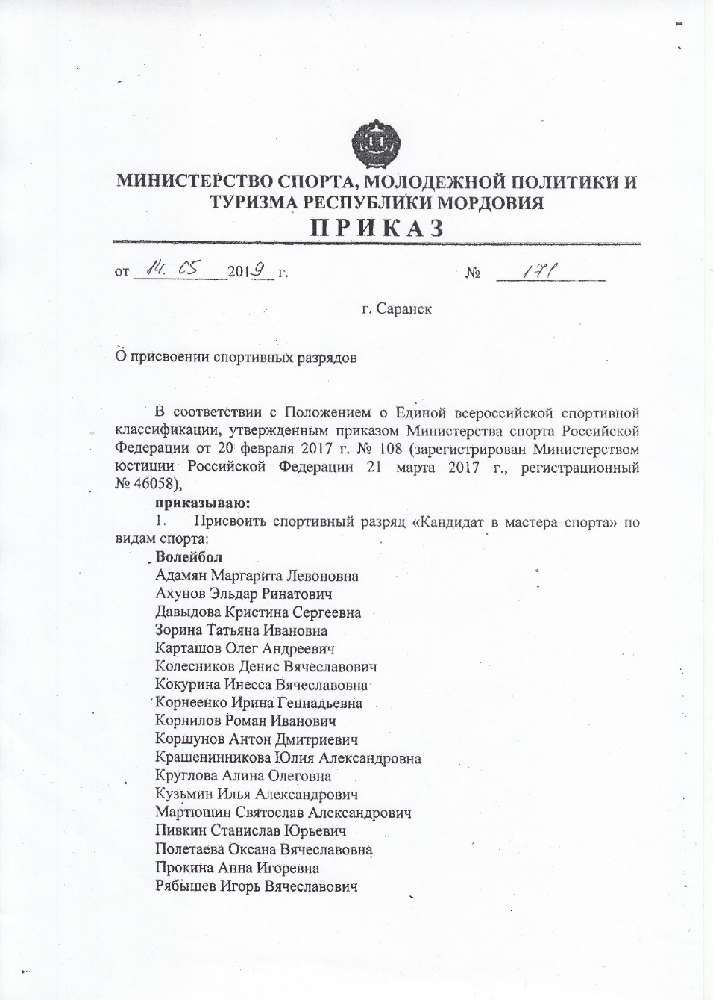 МИНИСТЕРСТВО СПОРТА, МОЛОДЕЖНОЙ ПОЛИТИКИ И
ТУРИЗМА РЕСПУБЛИКИ МОРДОВИЯ
П Р И К А З
от 14. 05 2019 г. № 171
г. Саранск
О присвоении спортивных разрядов
В соответствии с Положением о Единой всероссийской спортивной
классификации, утвержденным приказом Министерства спорта Российской
Федерации от 20 февраля 2017 г. № 108 (зарегистрирован Министерством
юстиции Российской Федерации 21 марта 2017 г., регистрационный
№ 46058),
приказываю:
1. Присвоить спортивный разряд «Кандидат в мастера спорта» по
видам спорта:
Волейбол
Адамян Маргарита Левоновна
Ахунов Эльдар Ринатович
Давыдова Кристина Сергеевна
Зорина Татьяна Ивановна
Карташов Олег Андреевич
Колесников Денис Вячеславович
Кокурина Инесса Вячеславовна
Корнеенко Ирина Геннадьевна
Корнилов Роман Иванович
Коршунов Антон Дмитриевич
Крашенинникова Юлия Александровна
Круглова Алина Олеговна
Кузьмин Илья Александрович
Мартюшин Святослав Александрович
Пивкин Станислав Юрьевич
Полетаева Оксана Вячеславовна
Прокина Анна Игоревна
Рябышев Игорь Вячеславович